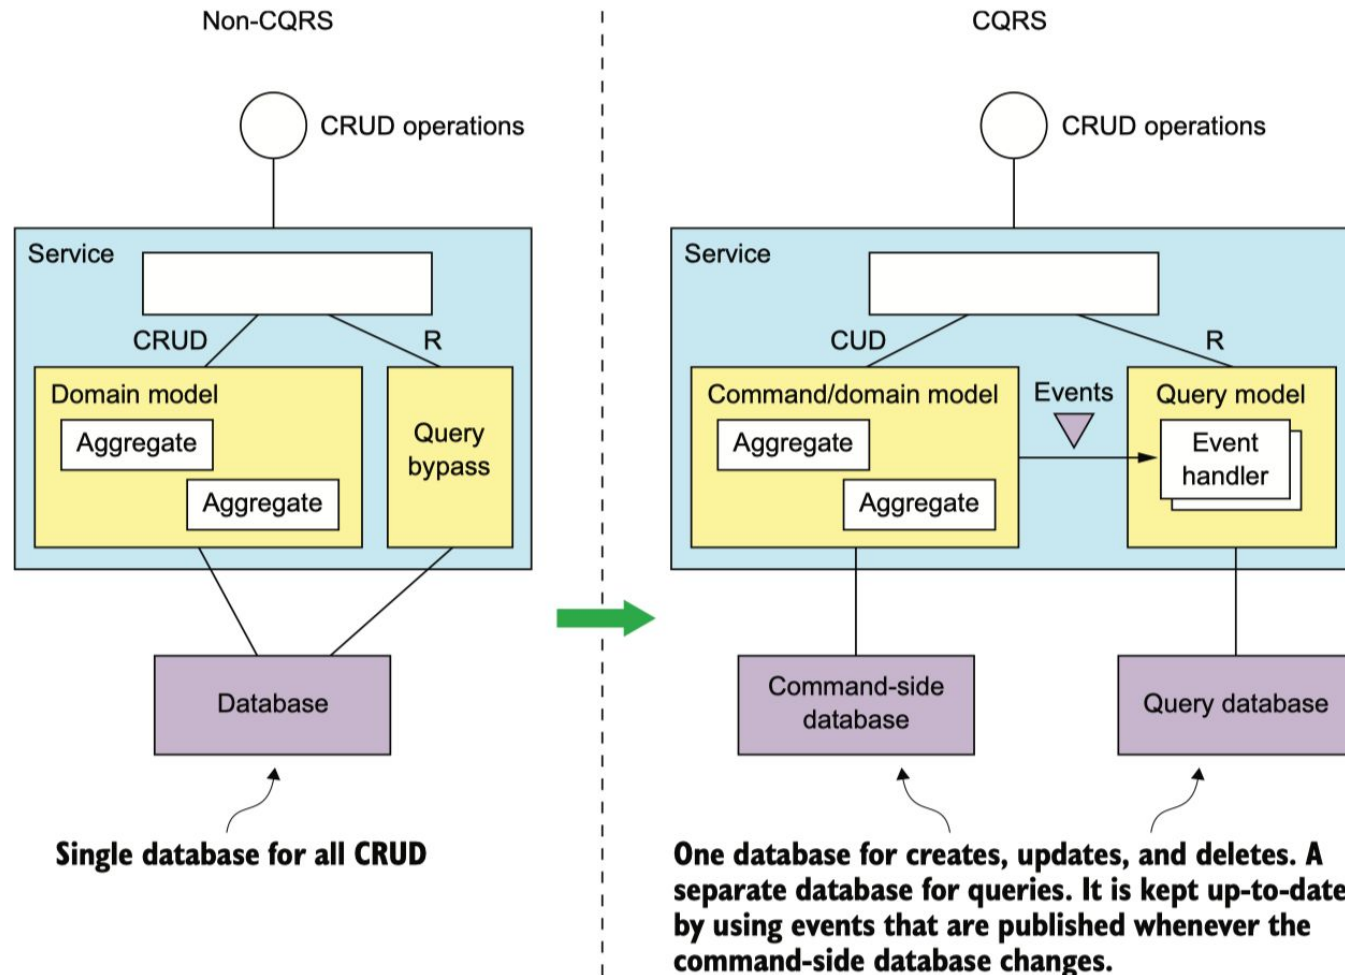 Non-CQRS
CRUD operations
Service
CRUD
R
Domain model
Aggregate
Aggregate
Query
bypass
Database
Single database for all CRUD
CQRS
CRUD operations
Service
CUD
R
Command/domain model
Aggregate
Aggregate
Events
Query model
Event
handler
Command-side
database
Query database
One database for creates, updates, and deletes. A
separate database for queries. It is kept up-to-date
by using events that are published whenever the
command-side database changes.